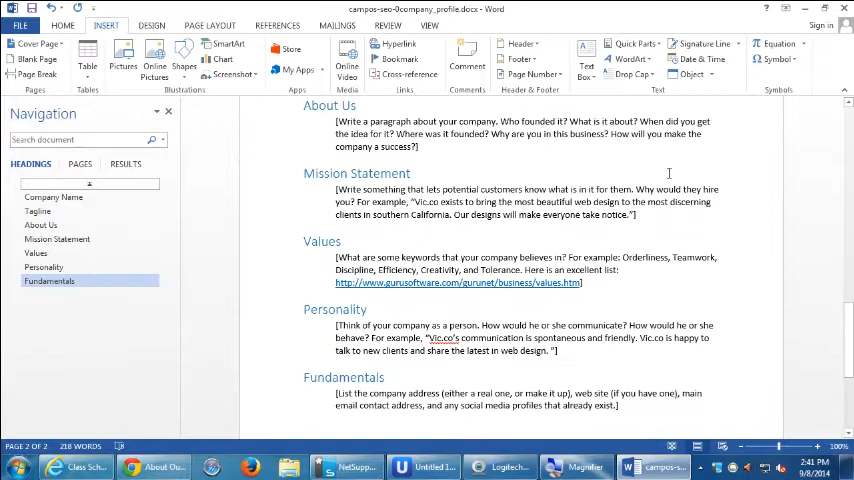 campos-seo-0company_profile.docx - Word
FILE HOME INSERT DESIGN PAGE LAYOUT REFERENCES MAILINGS REVIEW VIEW Sign in
Cover Page
Blank Page
Page Break
Pages
Table
Tables
Pictures
Online Pictures
Shapes
SmartArt
Chart
Screenshot
Illustrations
Store
My Apps
Apps
Online Video
Media
Hyperlink
Bookmark
Cross-reference
Links
Comment
Comments
Header
Footer
Page Number
Header & Footer
Text Box
Quick Parts
WordArt
Drop Cap
Signature Line
Date & Time
Object
Text
Equation
Symbol
Symbols
Navigation
Search document
HEADINGS PAGES RESULTS
Company Name
Tagline
About Us
Mission Statement
Values
Personality
Fundamentals
About Us
[Write a paragraph about your company. Who founded it? What is it about? When did you get
the idea for it? Where was it founded? Why are you in this business? How will you make the
company a success?]
Mission Statement
[Write something that lets potential customers know what is in it for them. Why would they hire
you? For example, “Vic.co exists to bring the most beautiful web design to the most discerning
clients in southern California. Our designs will make everyone take notice.”]
Values
[What are some keywords that your company believes in? For example: Orderliness, Teamwork,
Discipline, Efficiency, Creativity, and Tolerance. Here is an excellent list:
http://www.gurusoftware.com/gurunet/business/values.htm]
Personality
[Think of your company as a person. How would he or she communicate? How would he or she
behave? For example, “Vic.co’s communication is spontaneous and friendly. Vic.co is happy to
talk to new clients and share the latest in web design. ”]
Fundamentals
[List the company address (either a real one, or make it up), web site (if you have one), main
email contact address, and any social media profiles that already exist.]
PAGE 2 OF 2 218 WORDS 100%
Class Sch...
About Ou...
NetSupp...
Untitled 1...
Logitech...
Magnifier
campos-s...
2:41 PM
9/8/2014